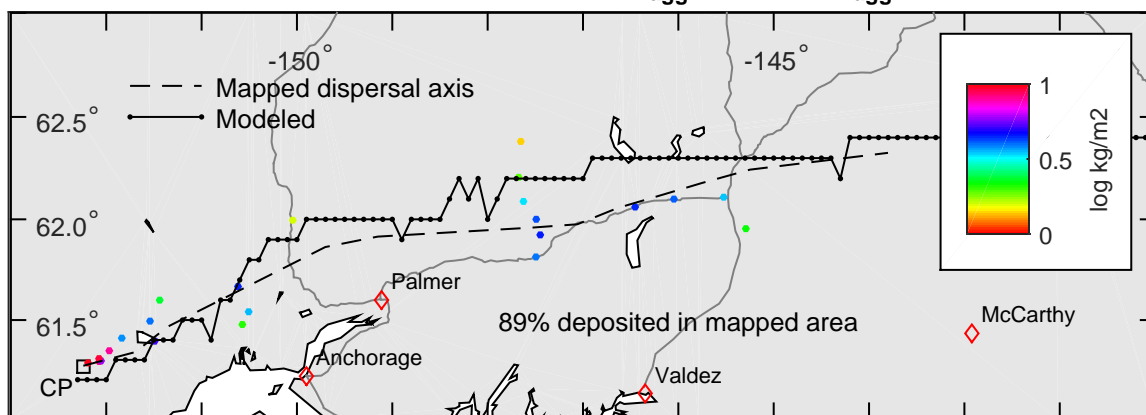 -150°
-145°
Mapped dispersal axis
Modeled
62.5°
62.0°
61.5°
1
0.5
0
log kg/m2
Palmer
McCarthy
89% deposited in mapped area
Anchorage
CP
Valdez